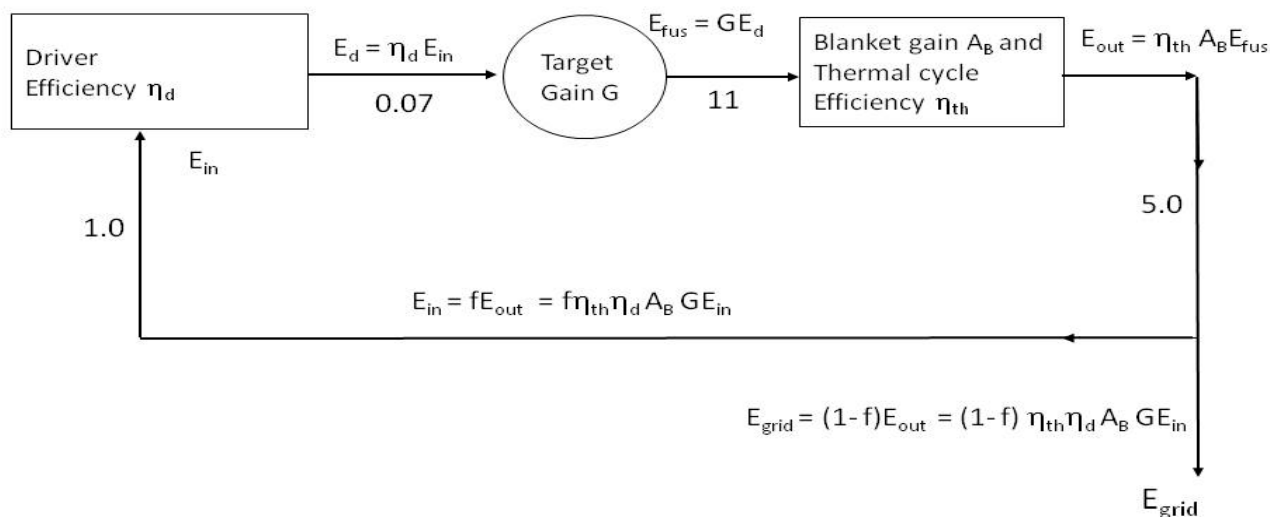 Driver
Efficiency η_d
E_d = η_d E_in
0.07
Target
Gain G
E_fus = GE_d
11
Blanket gain A_B and
Thermal cycle
Efficiency η_th
E_out = η_th A_B E_fus
E_in
1.0
5.0
E_in = fE_out = fη_th η_d A_B GE_in
E_grid = (1-f)E_out = (1-f) η_th η_d A_B GE_in
E_grid